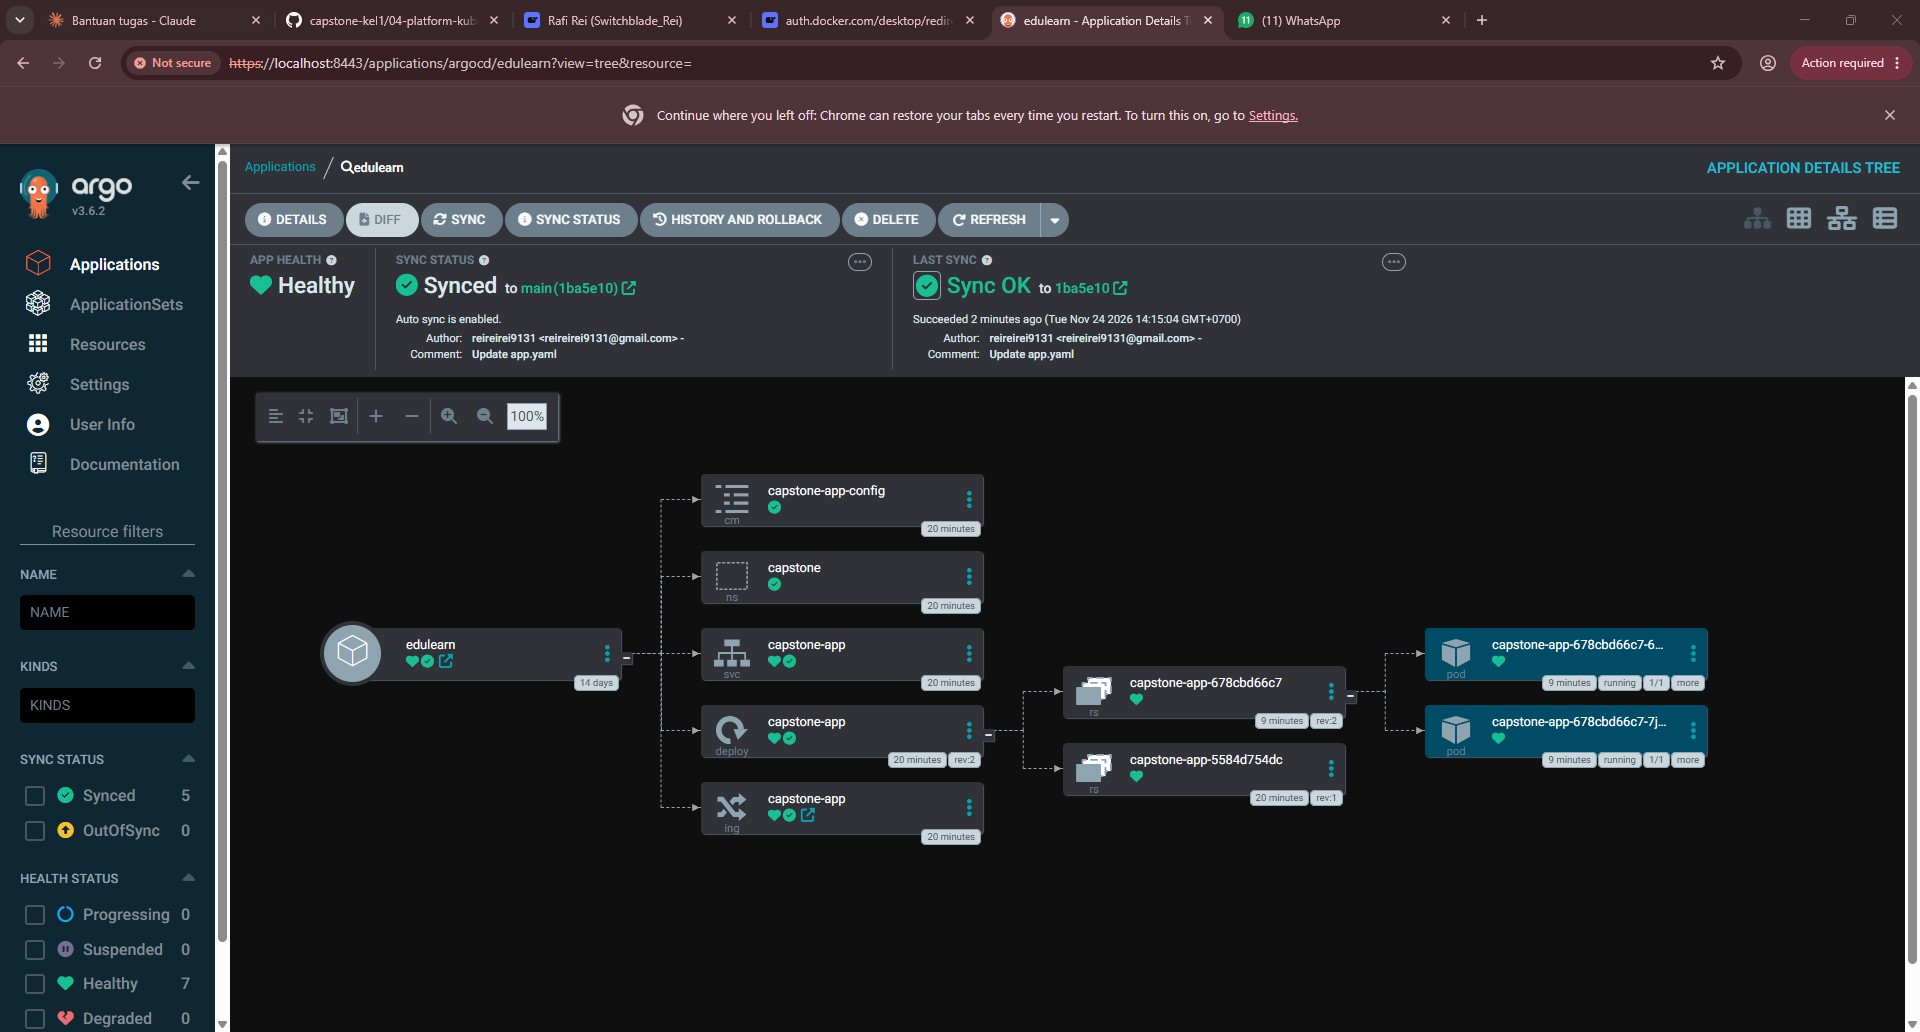 Bantuan tugas - Claude
capstone-kel1/04-platform-kub
Rafi Rei (Switchblade_Rei)
auth.docker.com/desktop/redir
edulearn - Application Details T
11 (11) WhatsApp
Not secure https://localhost:8443/applications/argocd/edulearn?view=tree&resource=
Action required
Continue where you left off: Chrome can restore your tabs every time you restart. To turn this on, go to Settings.
argo
v3.6.2
Applications
ApplicationSets
Resources
Settings
User Info
Documentation
Resource filters
NAME
NAME
KINDS
KINDS
SYNC STATUS
Synced 5
OutOfSync 0
HEALTH STATUS
Progressing 0
Suspended 0
Healthy 7
Degraded 0
Applications / edulearn
APPLICATION DETAILS TREE
DETAILS DIFF SYNC SYNC STATUS HISTORY AND ROLLBACK DELETE REFRESH
APP HEALTH
Healthy
SYNC STATUS
Synced to main (1ba5e10)
Auto sync is enabled.
Author: reireirei9131 <reireirei9131@gmail.com> -
Comment: Update app.yaml
LAST SYNC
Sync OK to 1ba5e10
Succeeded 2 minutes ago (Tue Nov 24 2026 14:15:04 GMT+0700)
Author: reireirei9131 <reireirei9131@gmail.com> -
Comment: Update app.yaml
100%
edulearn
14 days
capstone-app-config
cm
20 minutes
capstone
ns
20 minutes
capstone-app
svc
20 minutes
capstone-app
deploy
20 minutes rev:2
capstone-app
ing
20 minutes
capstone-app-678cbd66c7
rs
9 minutes rev:2
capstone-app-5584d754dc
rs
20 minutes rev:1
capstone-app-678cbd66c7-6...
pod
9 minutes running 1/1 more
capstone-app-678cbd66c7-7j...
pod
9 minutes running 1/1 more